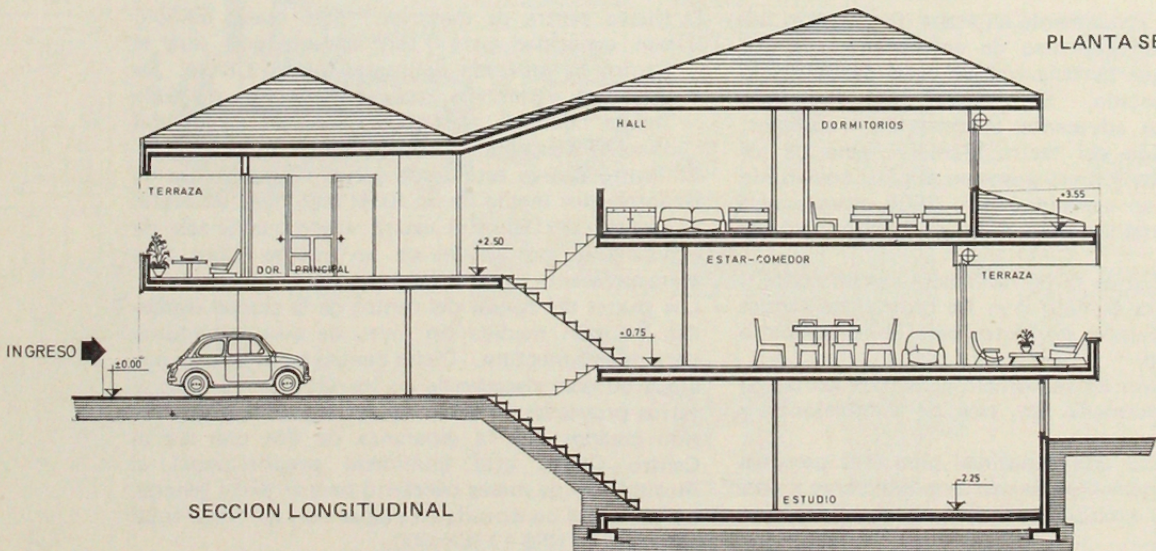 PLANTA SE
HALL
DORMITORIOS
TERRAZA
+3.55
+2.50
ESTAR-COMEDOR
DOR. PRINCIPAL
TERRAZA
INGRESO
±0.00
+0.75
ESTUDIO
-2.25
SECCION LONGITUDINAL